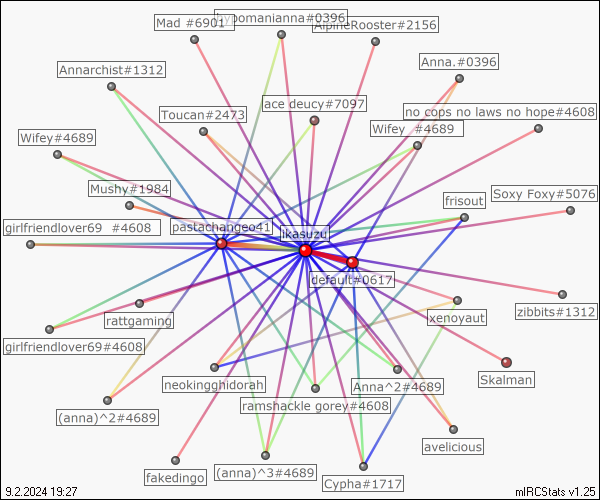 Mad #6901
hypomanianna#0396
AlpineRooster#2156
Annarchist#1312
Anna.#0396
Toucan#2473
ace deucy#7097
no cops no laws no hope#4608
Wifey_ #4689
Wifey#4689
Mushy#1984
frisout
Soxy Foxy#5076
girlfriendlover69_ #4608
pastachangeo41
ikasuzu
default#0617
rattgaming
xenoyaut
zibbits#1312
girlfriendlover69#4608
neokingghidorah
Anna^2#4689
Skalman
(anna)^2#4689
ramshackle gorey#4608
avelicious
fakedingo
(anna)^3#4689
Cypha#1717
9.2.2024 19:27
mIRCStats v1.25